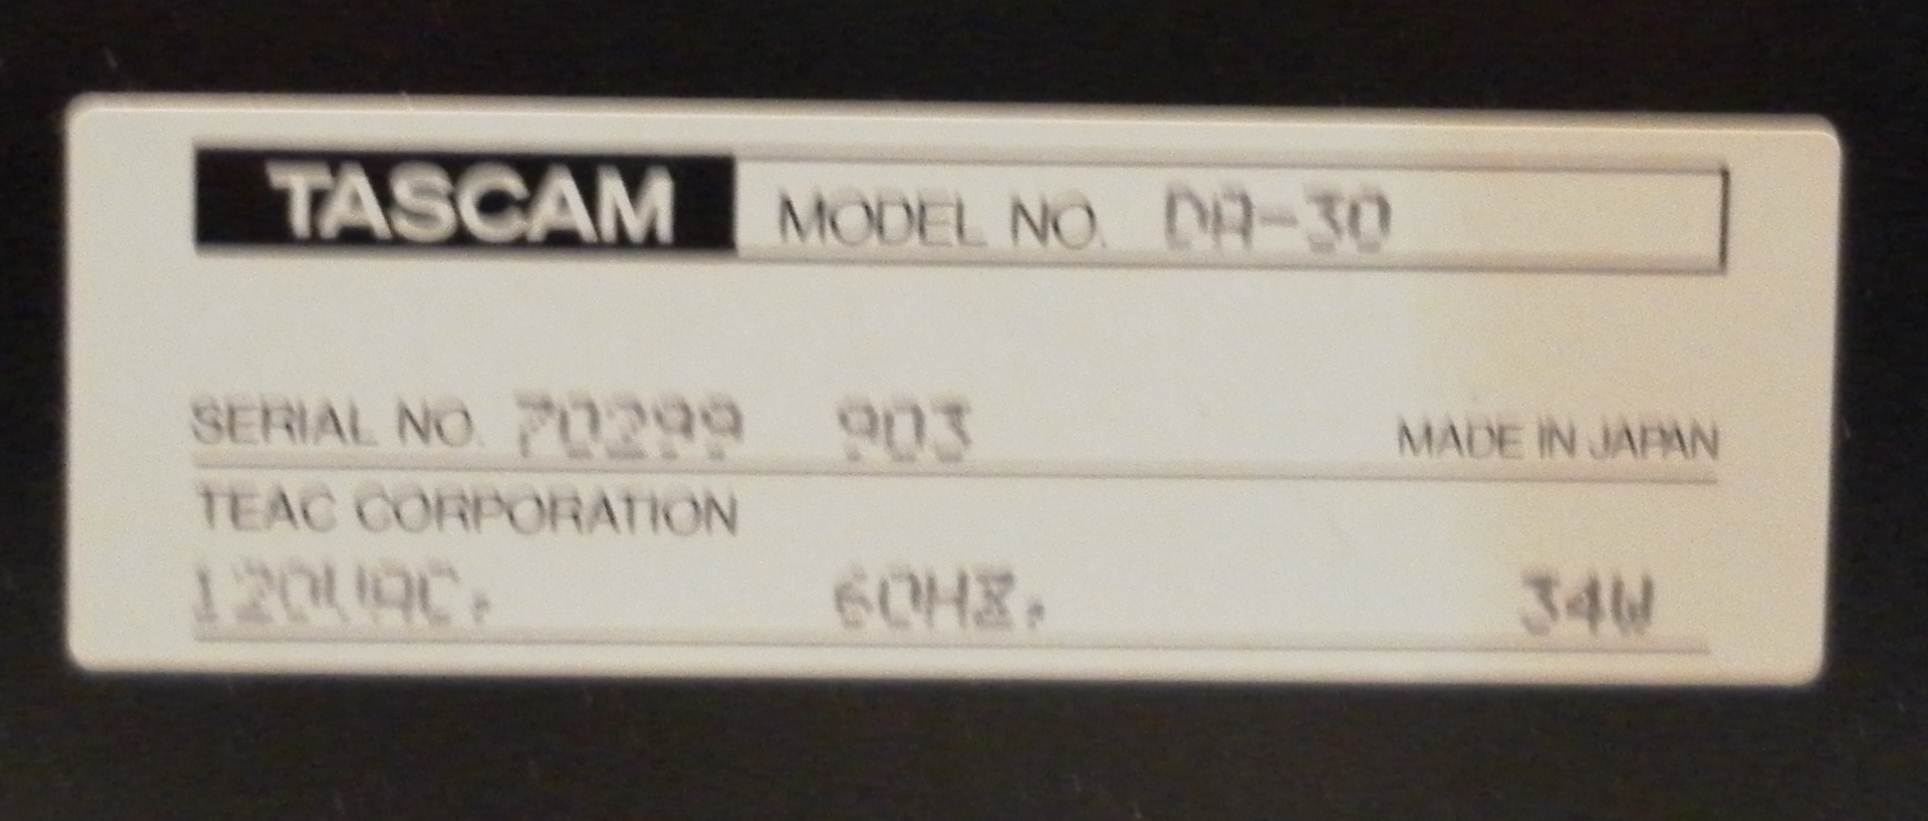 TASCAM MODEL NO. DA-30
SERIAL NO. 70299 903 MADE IN JAPAN
TEAC CORPORATION
120VAC, 60HZ, 34W